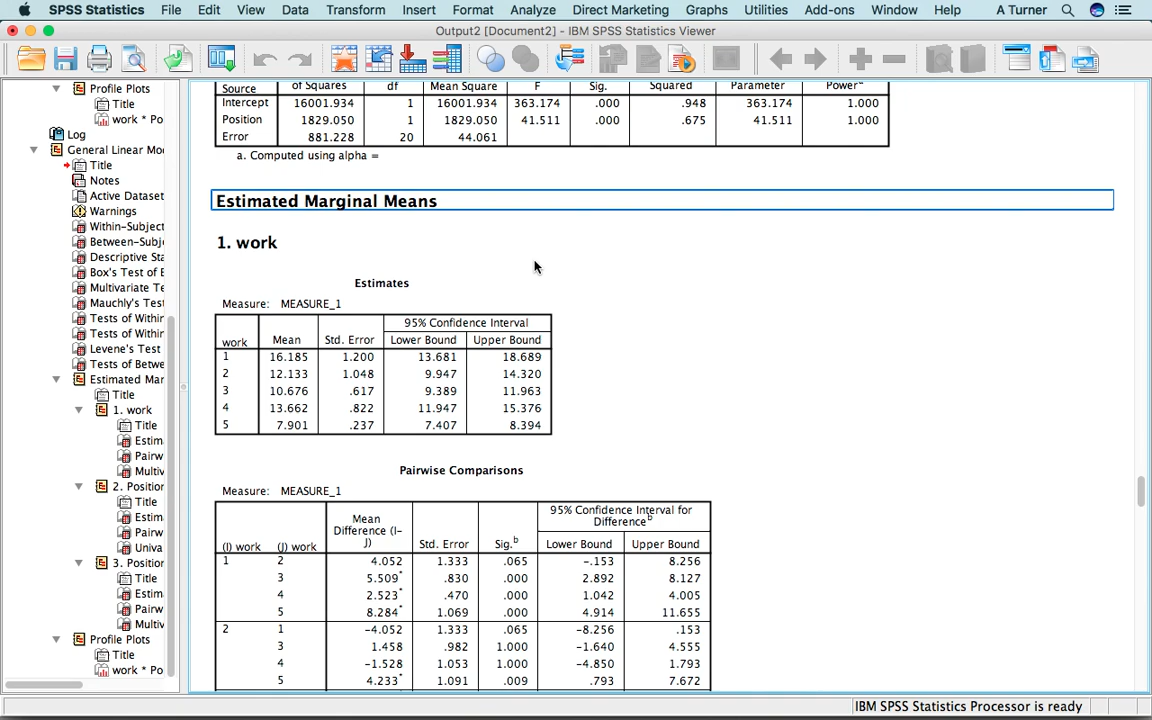 SPSS Statistics File Edit View Data Transform Insert Format Analyze Direct Marketing Graphs Utilities Add-ons Window Help A Turner
Output2 [Document2] - IBM SPSS Statistics Viewer
Profile Plots
Title
work * Po
Log
General Linear Mo
Title
Notes
Active Dataset
Warnings
Within-Subject
Between-Subj
Descriptive Sta
Box's Test of E
Multivariate Te
Mauchly's Test
Tests of Within
Tests of Within
Levene's Test
Tests of Betwe
Estimated Mar
Title
1. work
Title
Estim
Pairw
Multiv
2. Position
Title
Estim
Pairw
Univa
3. Position
Title
Estim
Pairw
Multiv
Profile Plots
Title
work * Po
Source of Squares df Mean Square F Sig. Squared Parameter Power
Intercept 16001.934 1 16001.934 363.174 .000 .948 363.174 1.000
Position 1829.050 1 1829.050 41.511 .000 .675 41.511 1.000
Error 881.228 20 44.061
a. Computed using alpha =
Estimated Marginal Means
1. work
Estimates
Measure: MEASURE_1
95% Confidence Interval
work Mean Std. Error Lower Bound Upper Bound
1 16.185 1.200 13.681 18.689
2 12.133 1.048 9.947 14.320
3 10.676 .617 9.389 11.963
4 13.662 .822 11.947 15.376
5 7.901 .237 7.407 8.394
Pairwise Comparisons
Measure: MEASURE_1
95% Confidence Interval for
Difference b
Mean
Difference (I-
J)
(I) work (J) work Std. Error Sig. b Lower Bound Upper Bound
1 2 4.052 1.333 .065 -.153 8.256
3 5.509* .830 .000 2.892 8.127
4 2.523* .470 .000 1.042 4.005
5 8.284* 1.069 .000 4.914 11.655
2 1 -4.052 1.333 .065 -8.256 .153
3 1.458 .982 1.000 -1.640 4.555
4 -1.528 1.053 1.000 -4.850 1.793
5 4.233* 1.091 .009 .793 7.672
IBM SPSS Statistics Processor is ready